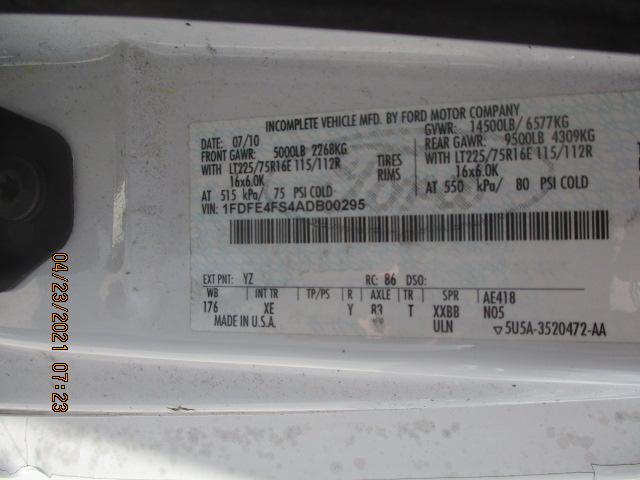 INCOMPLETE VEHICLE MFD. BY FORD MOTOR COMPANY
DATE: 07/10 GVWR: 14500LB/ 6577KG
FRONT GAWR: 5000LB 2268KG REAR GAWR: 9500LB 4309KG
WITH LT225/75R16E 115/112R TIRES WITH LT225/75R16E 115/112R
16x6.0K RIMS 16x6.0K
AT 515 kPa/ 75 PSI COLD AT 550 kPa/ 80 PSI COLD
VIN: 1FDFE4FS4ADB00295
EXT PNT: YZ RC: 86 DSO:
WB INT TR TP/PS R AXLE TR SPR AE418
176 XE Y 83 T XXBB N05
MADE IN U.S.A. ULN 5U5A-3520472-AA
04/23/2021 07:23